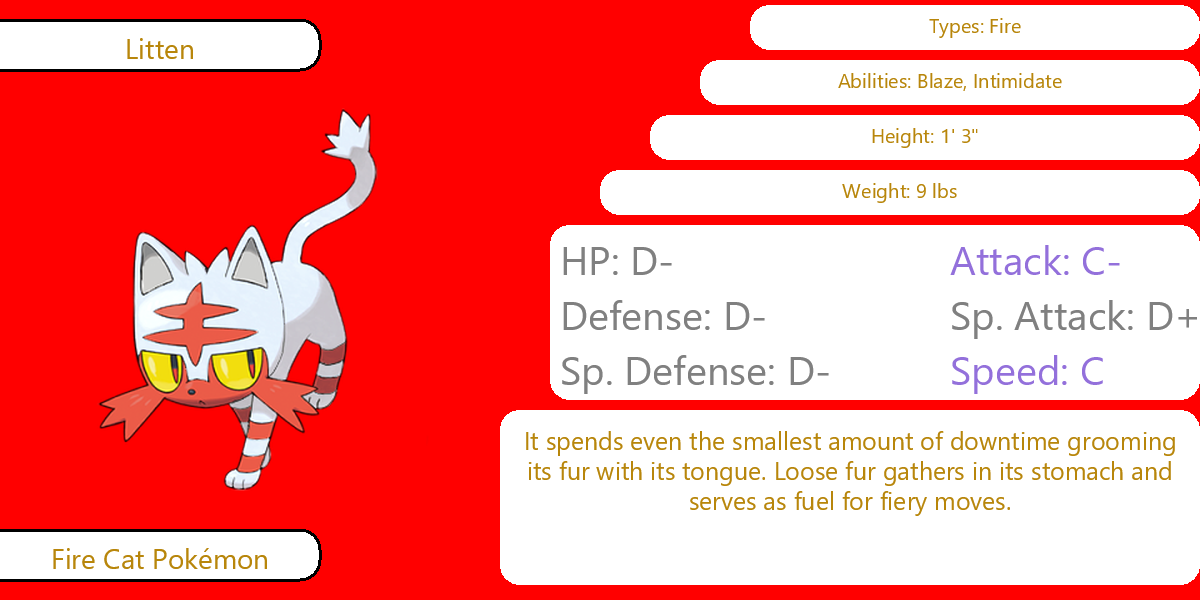 Litten
Types: Fire
Abilities: Blaze, Intimidate
Height: 1' 3"
Weight: 9 lbs
HP: D-
Attack: C-
Defense: D-
Sp. Attack: D+
Sp. Defense: D-
Speed: C
It spends even the smallest amount of downtime grooming
its fur with its tongue. Loose fur gathers in its stomach and
serves as fuel for fiery moves.
Fire Cat Pokémon